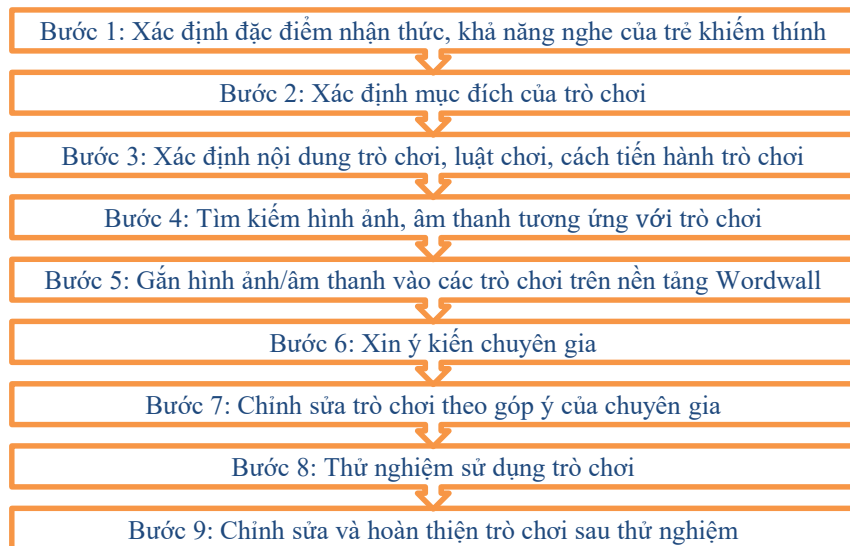 Bước 1: Xác định đặc điểm nhận thức, khả năng nghe của trẻ khiếm thính
Bước 2: Xác định mục đích của trò chơi
Bước 3: Xác định nội dung trò chơi, luật chơi, cách tiến hành trò chơi
Bước 4: Tìm kiếm hình ảnh, âm thanh tương ứng với trò chơi
Bước 5: Gắn hình ảnh/âm thanh vào các trò chơi trên nền tảng Wordwall
Bước 6: Xin ý kiến chuyên gia
Bước 7: Chỉnh sửa trò chơi theo góp ý của chuyên gia
Bước 8: Thử nghiệm sử dụng trò chơi
Bước 9: Chỉnh sửa và hoàn thiện trò chơi sau thử nghiệm